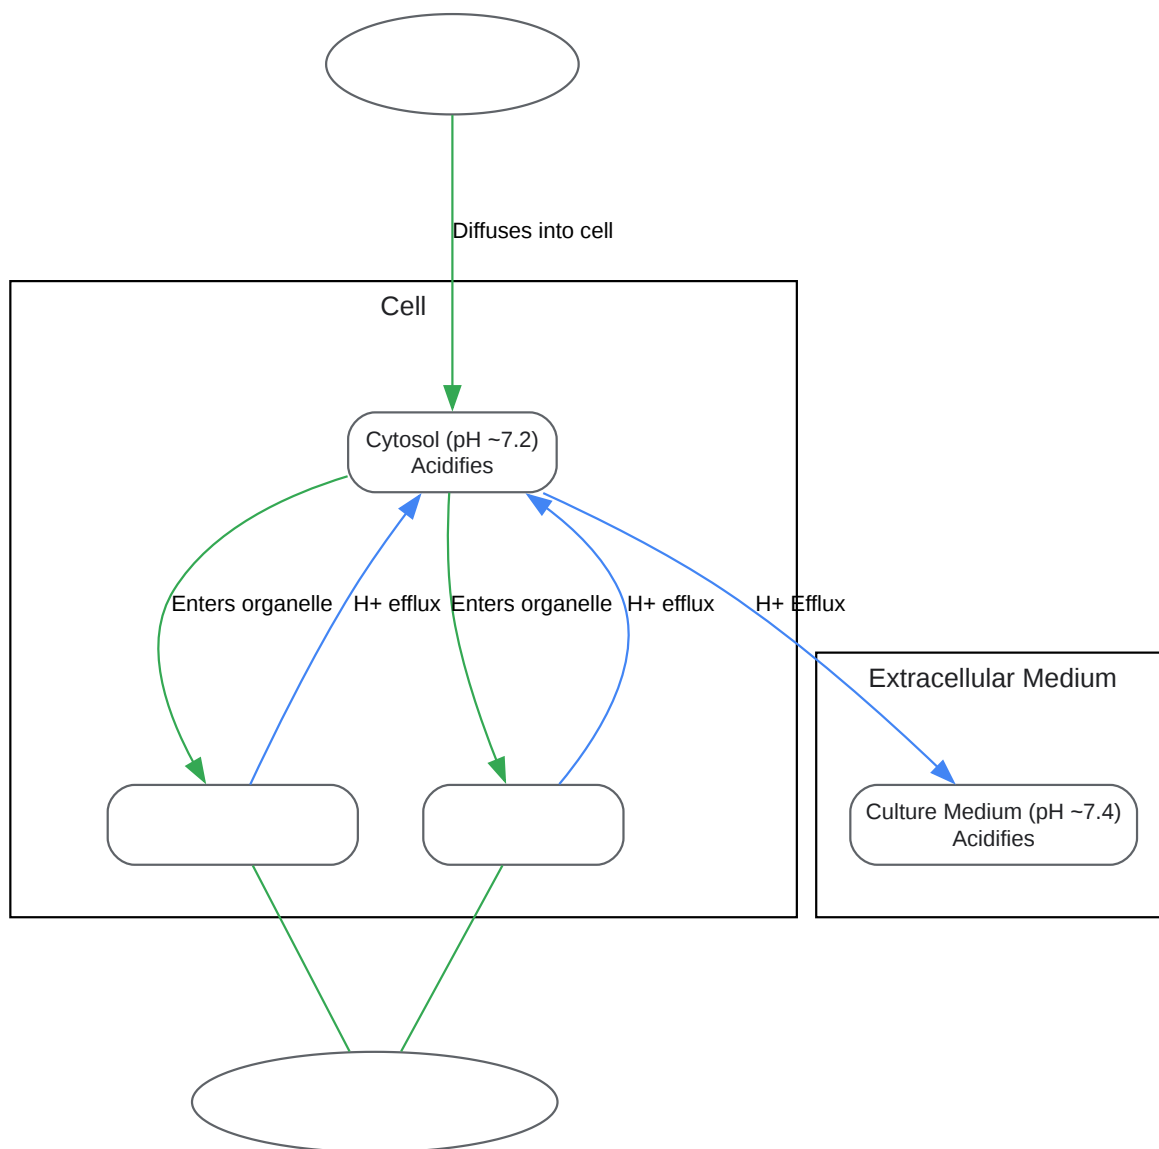 Diffuses into cell
Cell
Cytosol (pH ~7.2)
Acidifies
Enters organelle
H+ efflux
Enters organelle
H+ efflux
H+ Efflux
Extracellular Medium
Culture Medium (pH ~7.4)
Acidifies